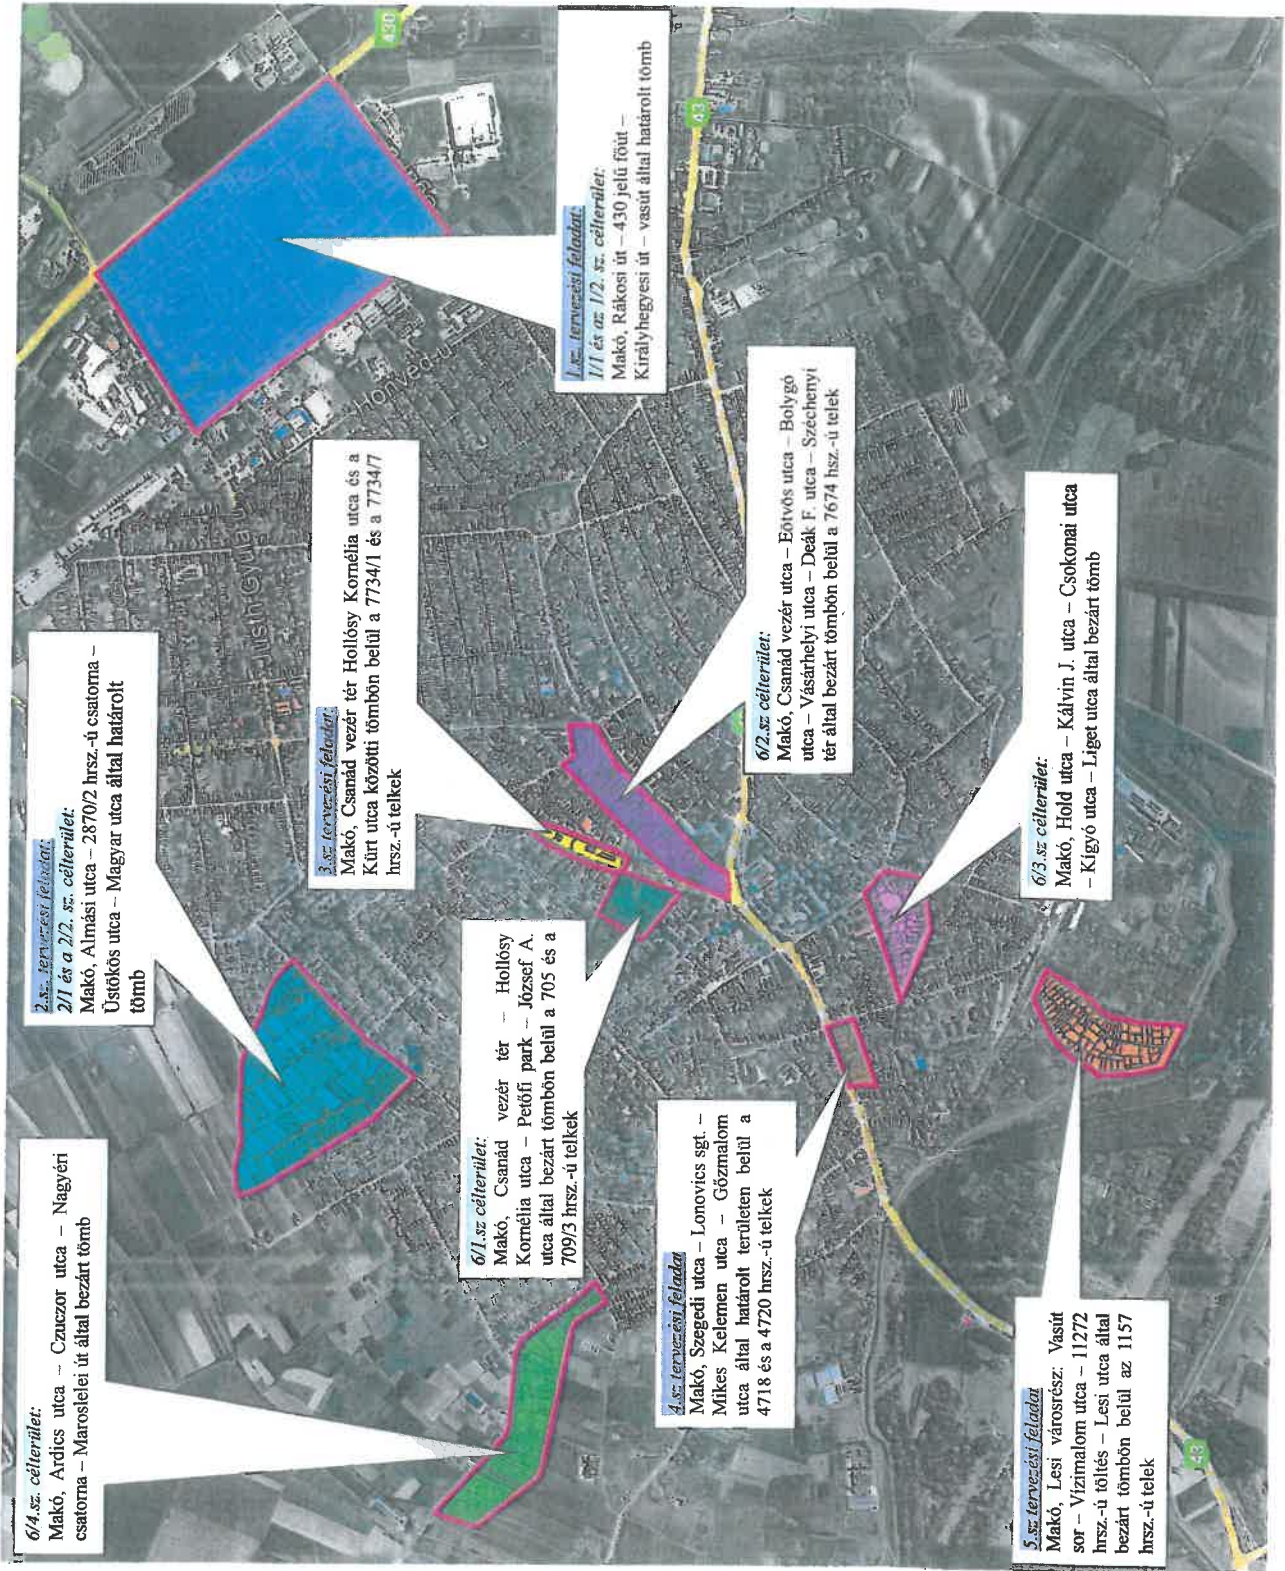 6/4.sz. célterület:
Makó, Ardics utca – Czuczor utca – Nagyéri
csatorna – Maroslelei út által bezárt tömb
2.sz. tervezési feladat:
2/1 és a 2/2. sz. célterület:
Makó, Almási utca – 2870/2 hrsz.-ú csatorna –
Üstökös utca – Magyar utca által határolt
tömb
430
1.sz. tervezési feladat:
1/1 és az 1/2. sz. célterület:
Makó, Rákosi út – 430 jelű főút –
Királyhegyesi út – vasút által határolt tömb
Justh Gyula u
Honvéd-u
3.sz tervezési feladat:
Makó, Csanád vezér tér Hollósy Kornélia utca és a
Kürt utca közötti tömbön belül a 7734/1 és a 7734/7
hrsz.-ú telkek
6/1.sz célterület:
Makó, Csanád vezér tér – Hollósy
Kornélia utca – Petőfi park – József A.
utca által bezárt tömbön belül a 705 és a
709/3 hrsz.-ú telkek
43
6/2.sz célterület:
Makó, Csanád vezér utca – Eötvös utca – Bolygó
utca – Vásárhelyi utca – Deák F. utca – Széchenyi
tér által bezárt tömbön belül a 7674 hsz.-ú telek
4.sz tervezési feladat
Makó, Szegedi utca – Lonovics sgt. –
Mikes Kelemen utca – Gőzmalom
utca által határolt területen belül a
4718 és a 4720 hrsz.-ú telkek
6/3.sz célterület:
Makó, Hold utca – Kálvin J. utca – Csokonai utca
– Kígyó utca – Liget utca által bezárt tömb
5.sz tervezési feladat
Makó, Lesi városrész: Vasút
sor – Vízimalom utca – 11272
hrsz.-ú töltés – Lesi utca által
bezárt tömbön belül az 1157
hrsz.-ú telek
43